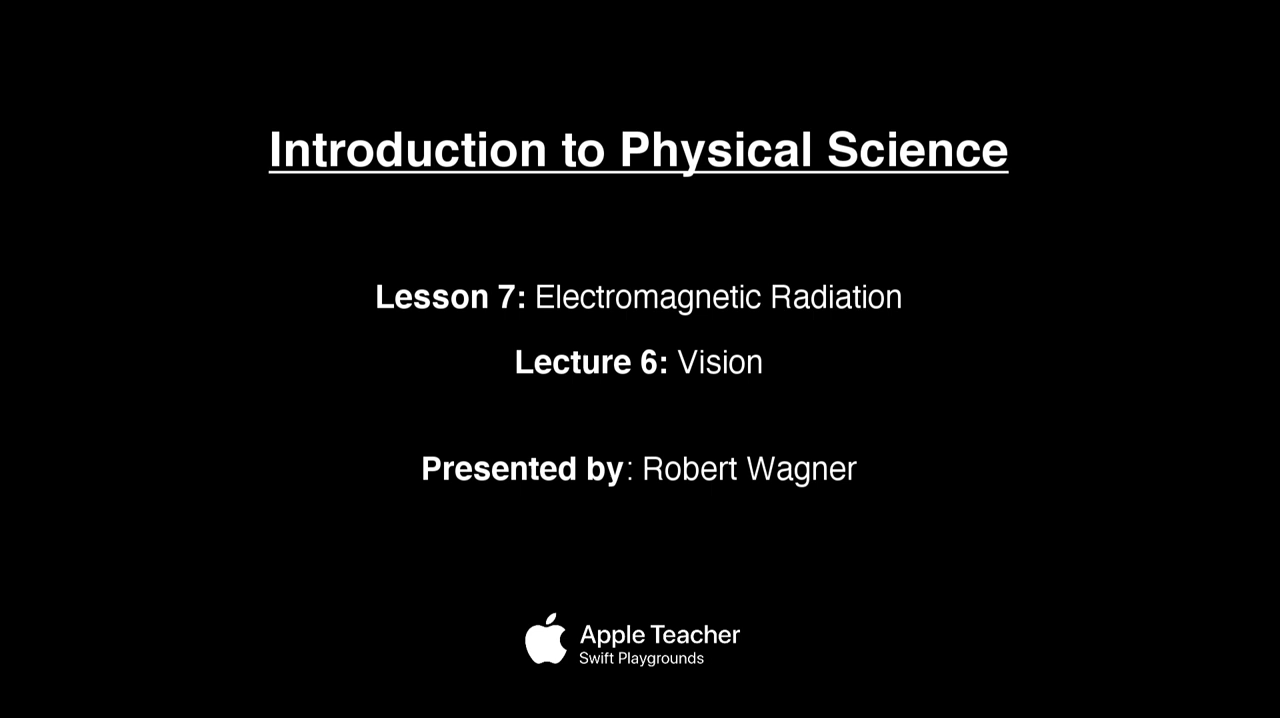 Introduction to Physical Science
Lesson 7: Electromagnetic Radiation
Lecture 6: Vision
Presented by: Robert Wagner
Apple Teacher
Swift Playgrounds